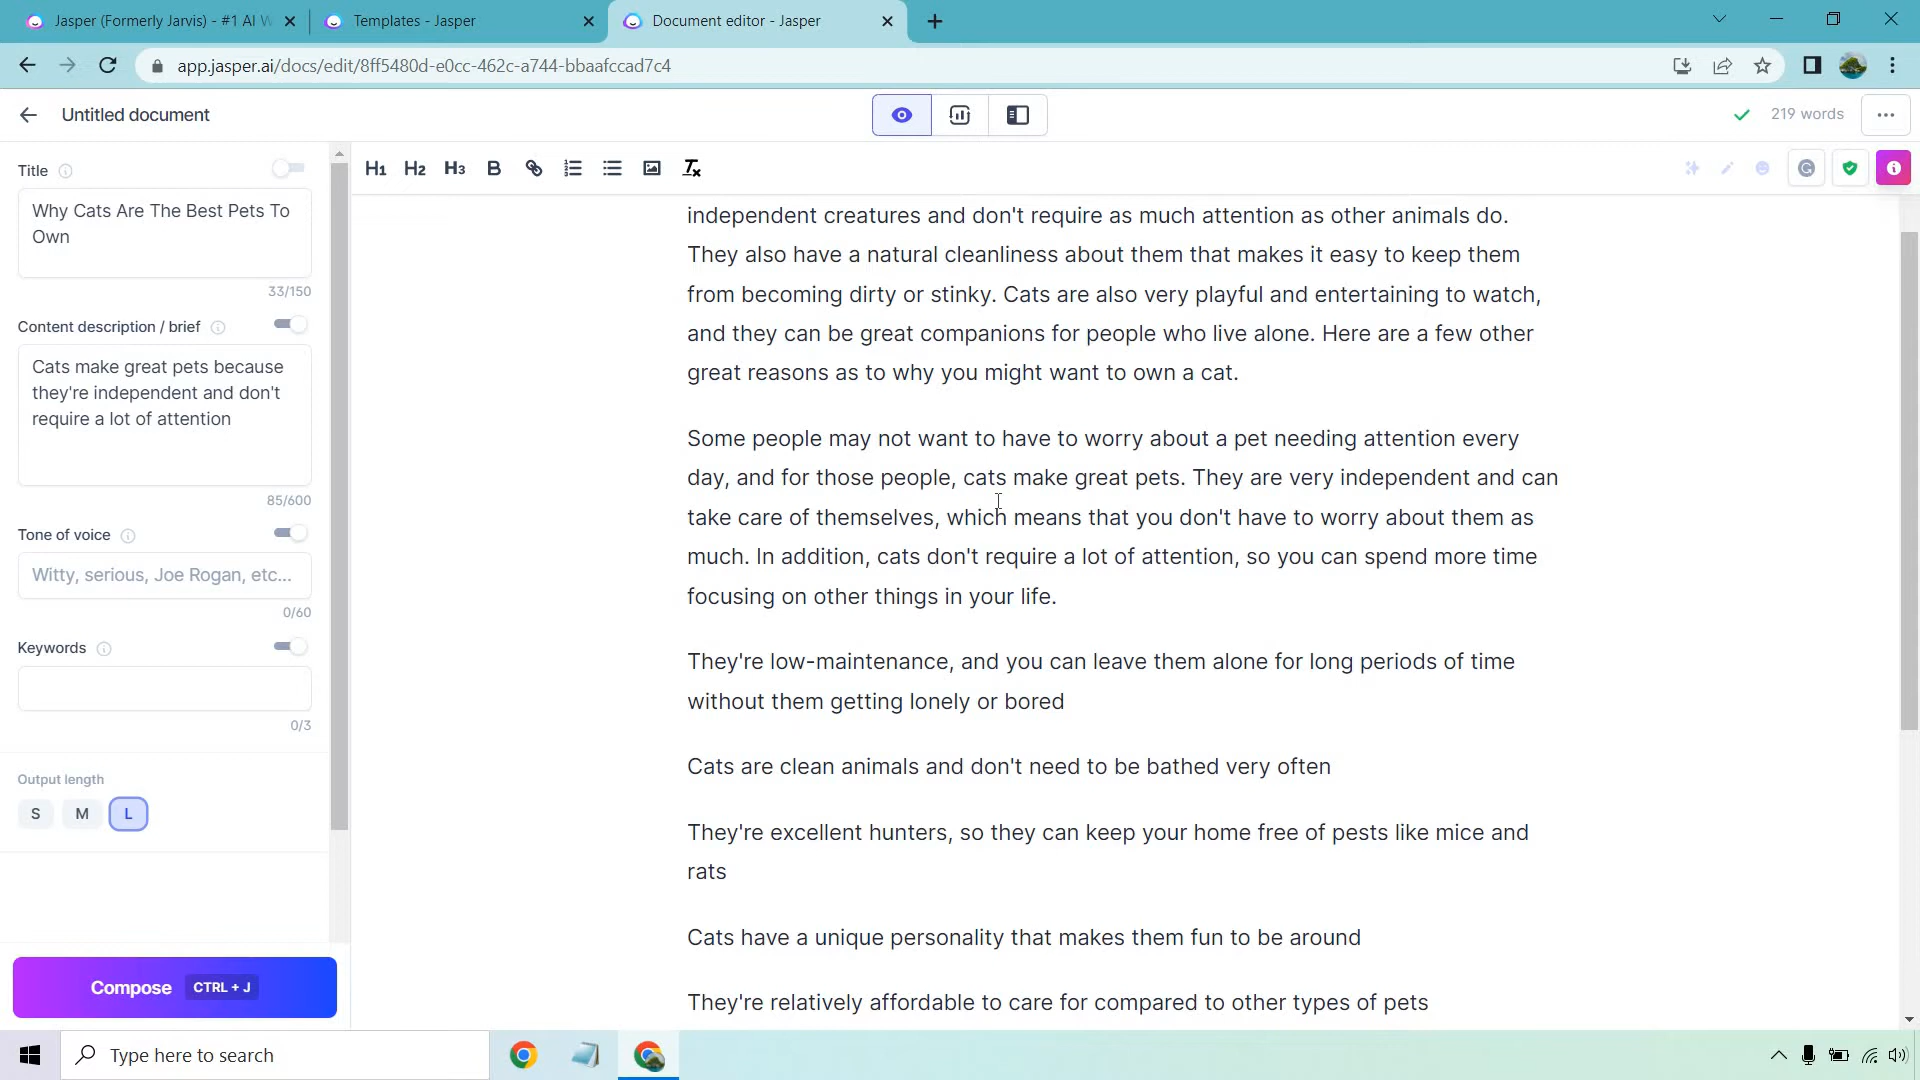 Jasper (Formerly Jarvis) - #1 AI W
Templates - Jasper
Document editor - Jasper
app.jasper.ai/docs/edit/8ff5480d-e0cc-462c-a744-bbaafccad7c4
Untitled document
219 words
Title
Why Cats Are The Best Pets To
Own
33/150
Content description / brief
Cats make great pets because
they're independent and don't
require a lot of attention
85/600
Tone of voice
Witty, serious, Joe Rogan, etc...
0/60
Keywords
0/3
Output length
S M L
Compose CTRL + J
H1 H2 H3 B
independent creatures and don't require as much attention as other animals do.
They also have a natural cleanliness about them that makes it easy to keep them
from becoming dirty or stinky. Cats are also very playful and entertaining to watch,
and they can be great companions for people who live alone. Here are a few other
great reasons as to why you might want to own a cat.
Some people may not want to have to worry about a pet needing attention every
day, and for those people, cats make great pets. They are very independent and can
take care of themselves, which means that you don't have to worry about them as
much. In addition, cats don't require a lot of attention, so you can spend more time
focusing on other things in your life.
They're low-maintenance, and you can leave them alone for long periods of time
without them getting lonely or bored
Cats are clean animals and don't need to be bathed very often
They're excellent hunters, so they can keep your home free of pests like mice and
rats
Cats have a unique personality that makes them fun to be around
They're relatively affordable to care for compared to other types of pets
Type here to search